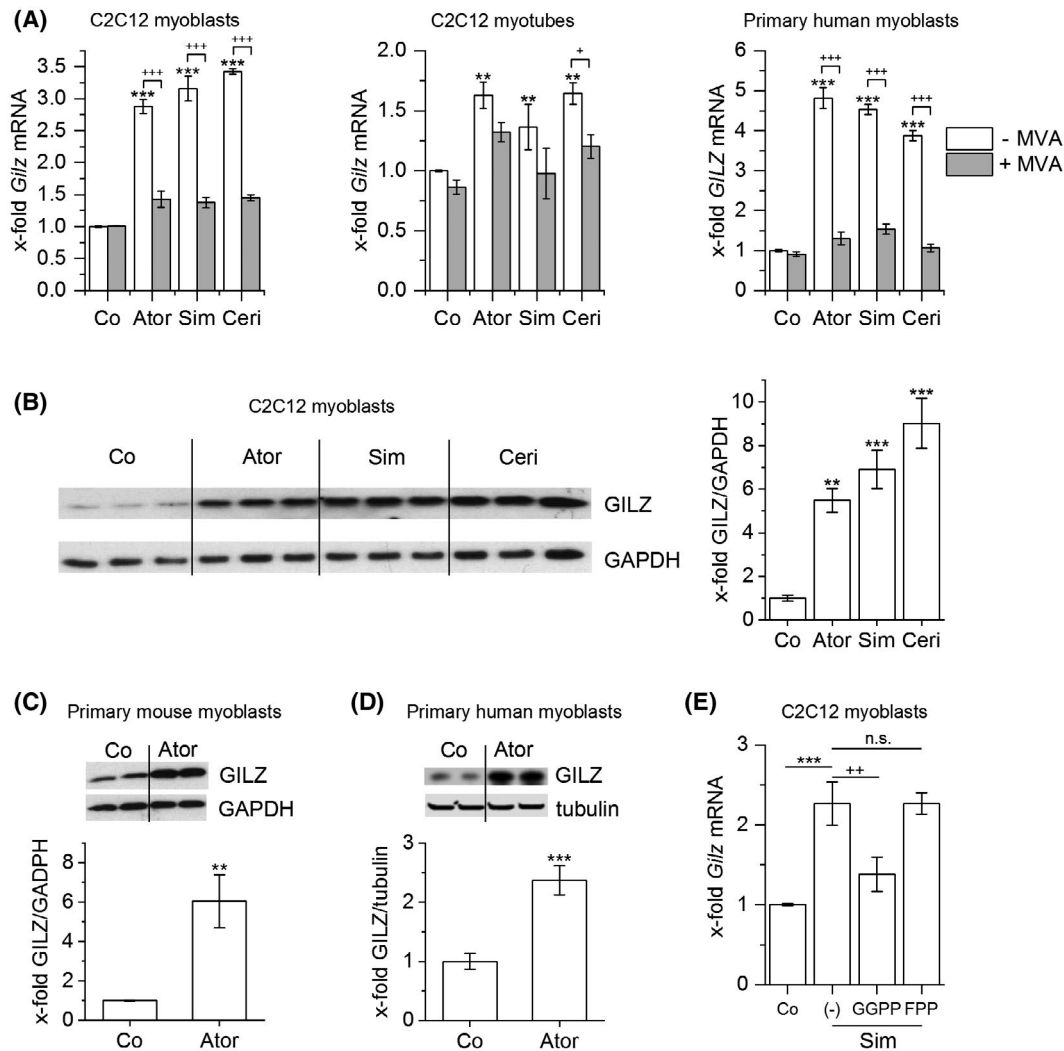 (A)
C2C12 myoblasts
x-fold Gilz mRNA
3.5
3.0
2.5
2.0
1.5
1.0
0.5
0.0
***
+++
***
+++
***
+++
Co Ator Sim Ceri
C2C12 myotubes
x-fold Gilz mRNA
2.0
1.5
1.0
0.5
0.0
**
**
**
+
Co Ator Sim Ceri
Primary human myoblasts
x-fold GILZ mRNA
6
5
4
3
2
1
0
***
+++
***
+++
***
+++
Co Ator Sim Ceri
- MVA
+ MVA
(B)
C2C12 myoblasts
Co Ator Sim Ceri
GILZ
GAPDH
x-fold GILZ/GAPDH
10
8
6
4
2
0
**
***
***
Co Ator Sim Ceri
(C)
Primary mouse myoblasts
Co Ator
GILZ
GAPDH
x-fold GILZ/GADPH
8
6
4
2
0
**
Co Ator
(D)
Primary human myoblasts
Co Ator
GILZ
tubulin
x-fold GILZ/tubulin
3
2
1
0
***
Co Ator
(E)
C2C12 myoblasts
x-fold Gilz mRNA
3
2
1
0
n.s.
***
++
Co (-) GGPP FPP
Sim